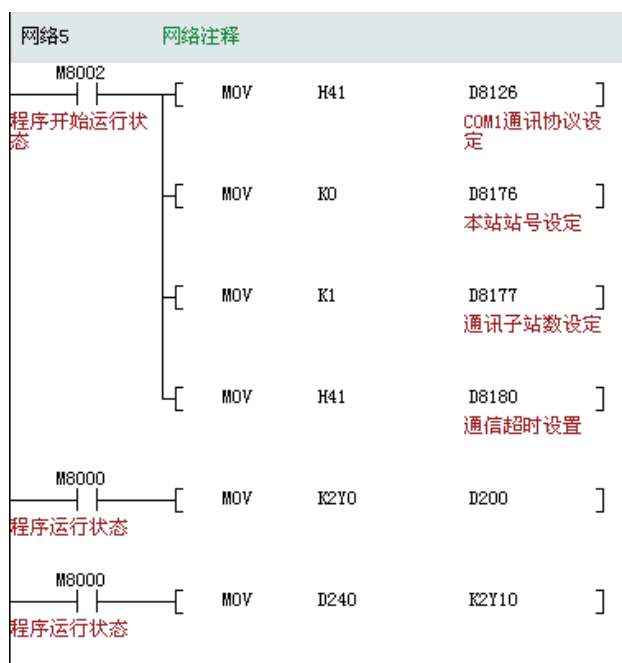 网络5 网络注释
M8002
MOV H41 D8126
程序开始运行状
态
COM1通讯协议设
定
MOV K0 D8176
本站站号设定
MOV K1 D8177
通讯子站数设定
MOV H41 D8180
通信超时设置
M8000
MOV K2Y0 D200
程序运行状态
M8000
MOV D240 K2Y10
程序运行状态